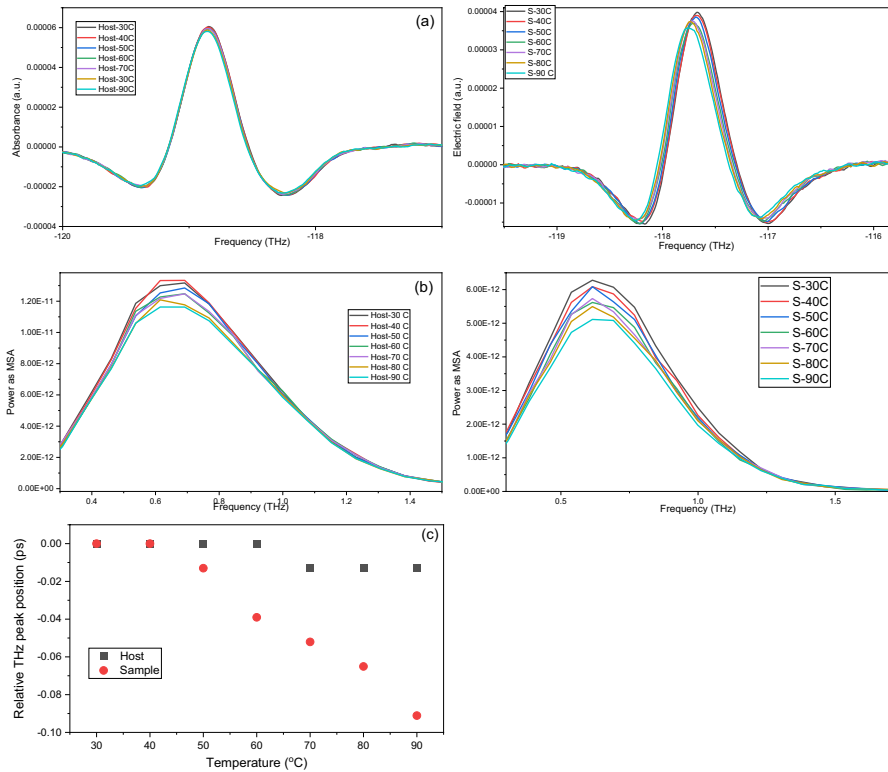 (a)
0.00006
0.00004
0.00002
0.00000
-0.00002
-0.00004
Absorbance (a.u.)
Host-30C
Host-40C
Host-50C
Host-60C
Host-70C
Host-30C
Host-90C
-120
-118
Frequency (THz)
0.00004
0.00003
0.00002
0.00001
0.00000
-0.00001
Electric field (a.u.)
S-30C
S-40C
S-50C
S-60C
S-70C
S-80C
S-90 C
-119
-118
-117
-116
Frequency (THz)
(b)
1.20E-11
1.00E-11
8.00E-12
6.00E-12
4.00E-12
2.00E-12
0.00E+00
Power as MSA
Host-30 C
Host-40 C
Host-50 C
Host-60 C
Host-70 C
Host-80 C
Host-90 C
0.4
0.6
0.8
1.0
1.2
1.4
Frequency (THz)
6.00E-12
5.00E-12
4.00E-12
3.00E-12
2.00E-12
1.00E-12
0.00E+00
Power as MSA
S-30C
S-40C
S-50C
S-60C
S-70C
S-80C
S-90C
0.5
1.0
1.5
Frequency (THz)
(c)
0.00
-0.02
-0.04
-0.06
-0.08
-0.10
Relative THz peak position (ps)
Host
Sample
30
40
50
60
70
80
90
Temperature (°C)